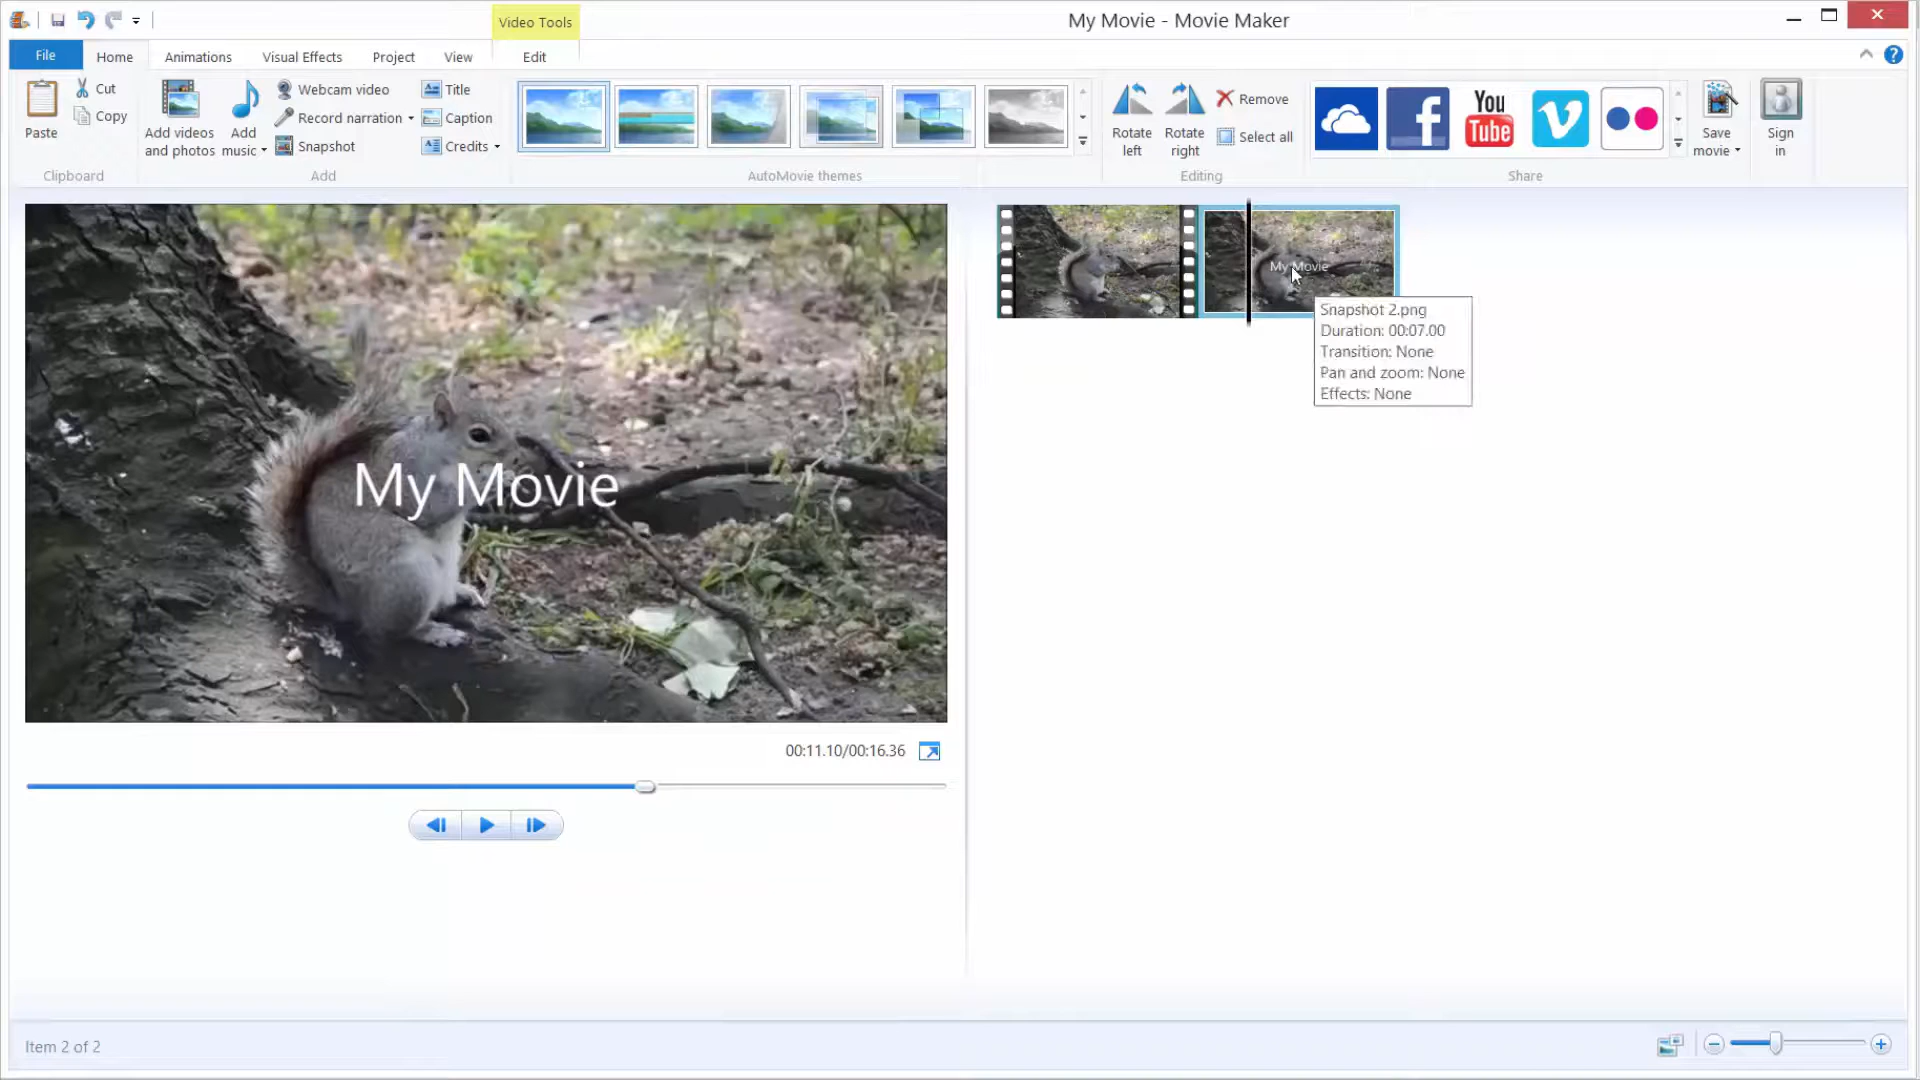 Video Tools
My Movie - Movie Maker
File
Home
Animations
Visual Effects
Project
View
Edit
Paste
Cut
Copy
Clipboard
Add videos
and photos
Add
music
Webcam video
Record narration
Snapshot
Title
Caption
Credits
Add
AutoMovie themes
Rotate
left
Rotate
right
Remove
Select all
Editing
f
You
Tube
v
Share
Save
movie
Sign
in
My Movie
My Movie
Snapshot 2.png
Duration: 00:07.00
Transition: None
Pan and zoom: None
Effects: None
00:11.10/00:16.36
Item 2 of 2